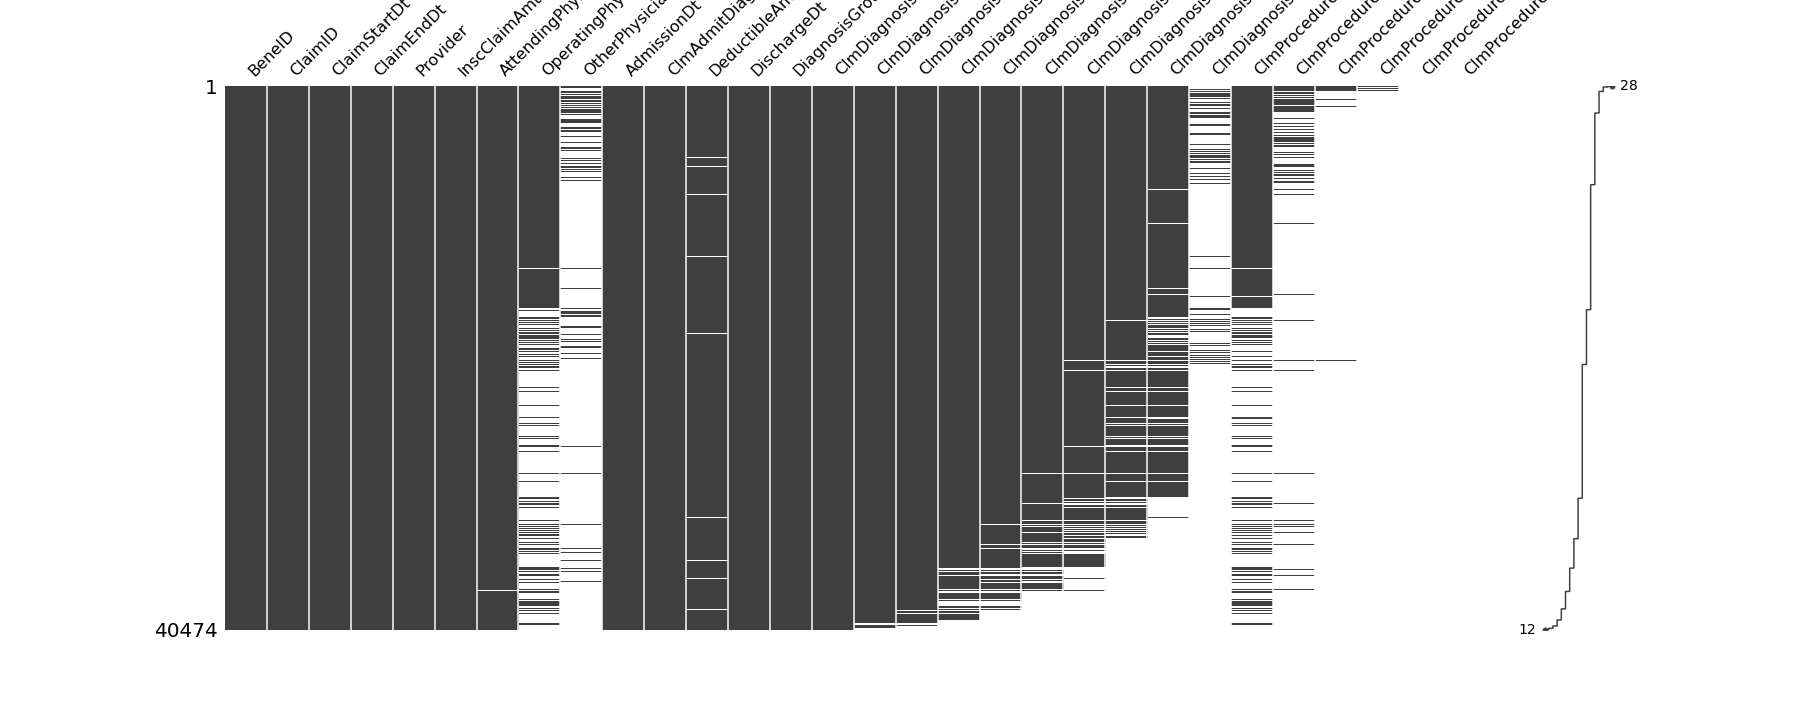 BeneID
ClaimID
ClaimStartDt
ClaimEndDt
Provider
InscClaimAm
AttendingPhy
OperatingPhy
OtherPhysicia
AdmissionDt
ClmAdmitDiag
DeductibleAm
DischargeDt
DiagnosisGro
ClmDiagnosis
ClmDiagnosis
ClmDiagnosis
ClmDiagnosis
ClmDiagnosis
ClmDiagnosis
ClmDiagnosis
ClmDiagnosis
ClmDiagnosis
ClmDiagnosis
ClmProcedure
ClmProcedure
ClmProcedure
ClmProcedure
ClmProcedure
ClmProcedure
1
28
40474
12